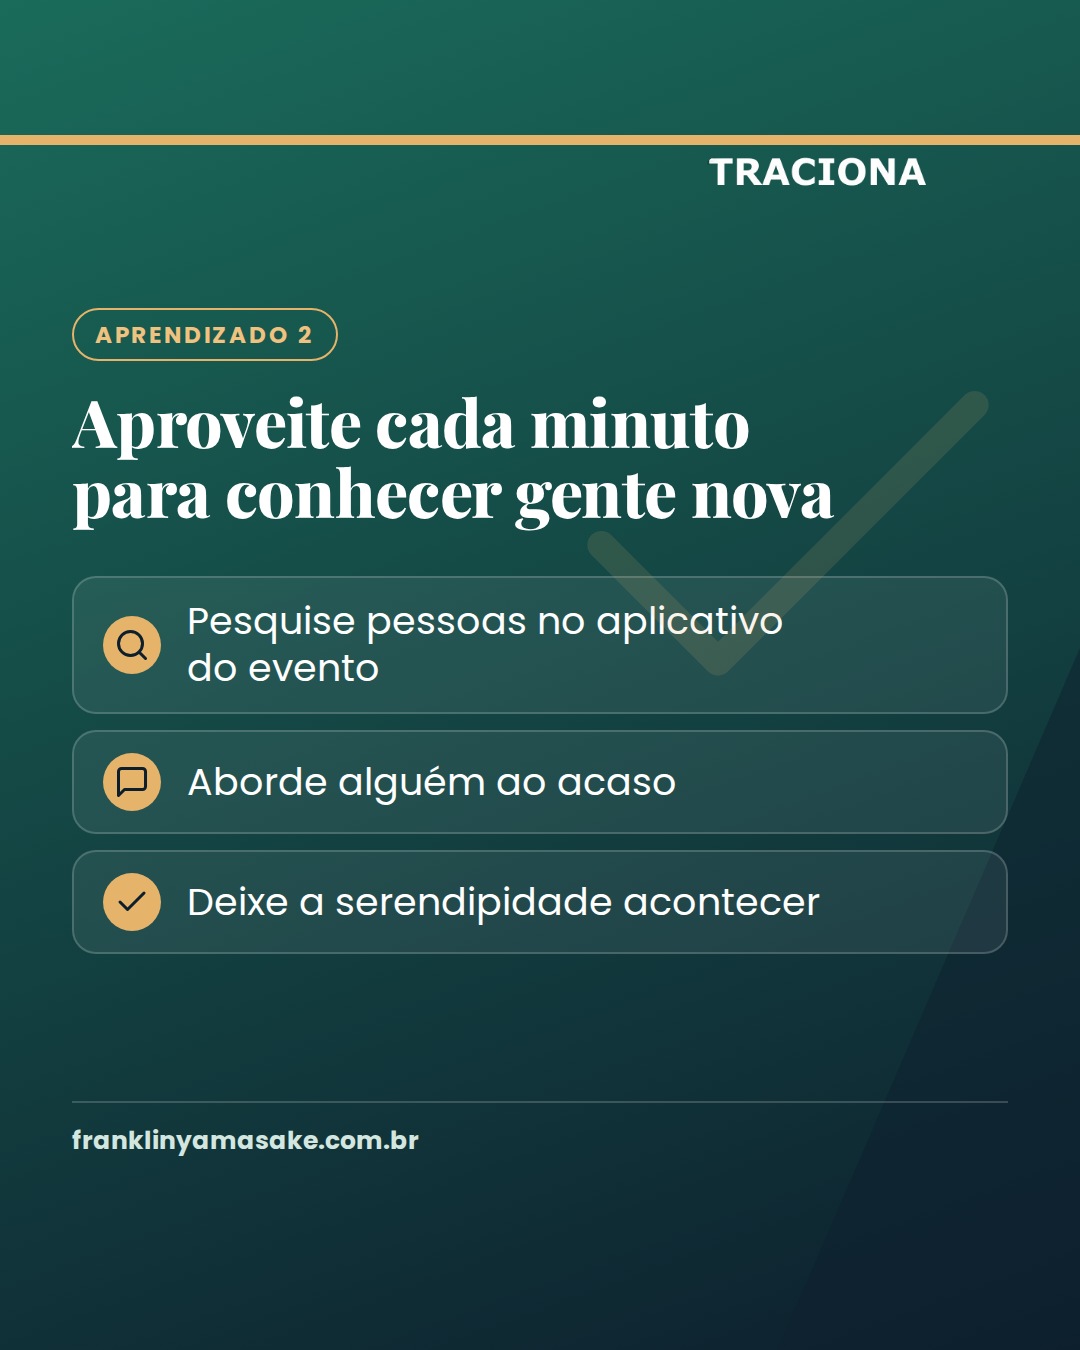 TRACIONA
APRENDIZADO 2
Aproveite cada minuto
para conhecer gente nova
Pesquise pessoas no aplicativo
do evento
Aborde alguém ao acaso
Deixe a serendipidade acontecer
franklinyamasake.com.br